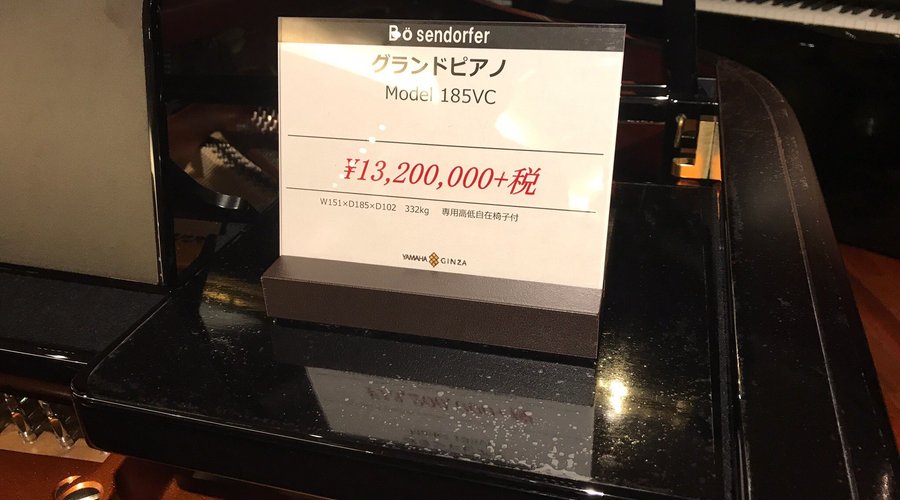 Bösendorfer
グランドピアノ
Model 185VC
¥13,200,000+税
W151×D185×D102 332kg 専用高低自在椅子付
YAMAHA GINZA